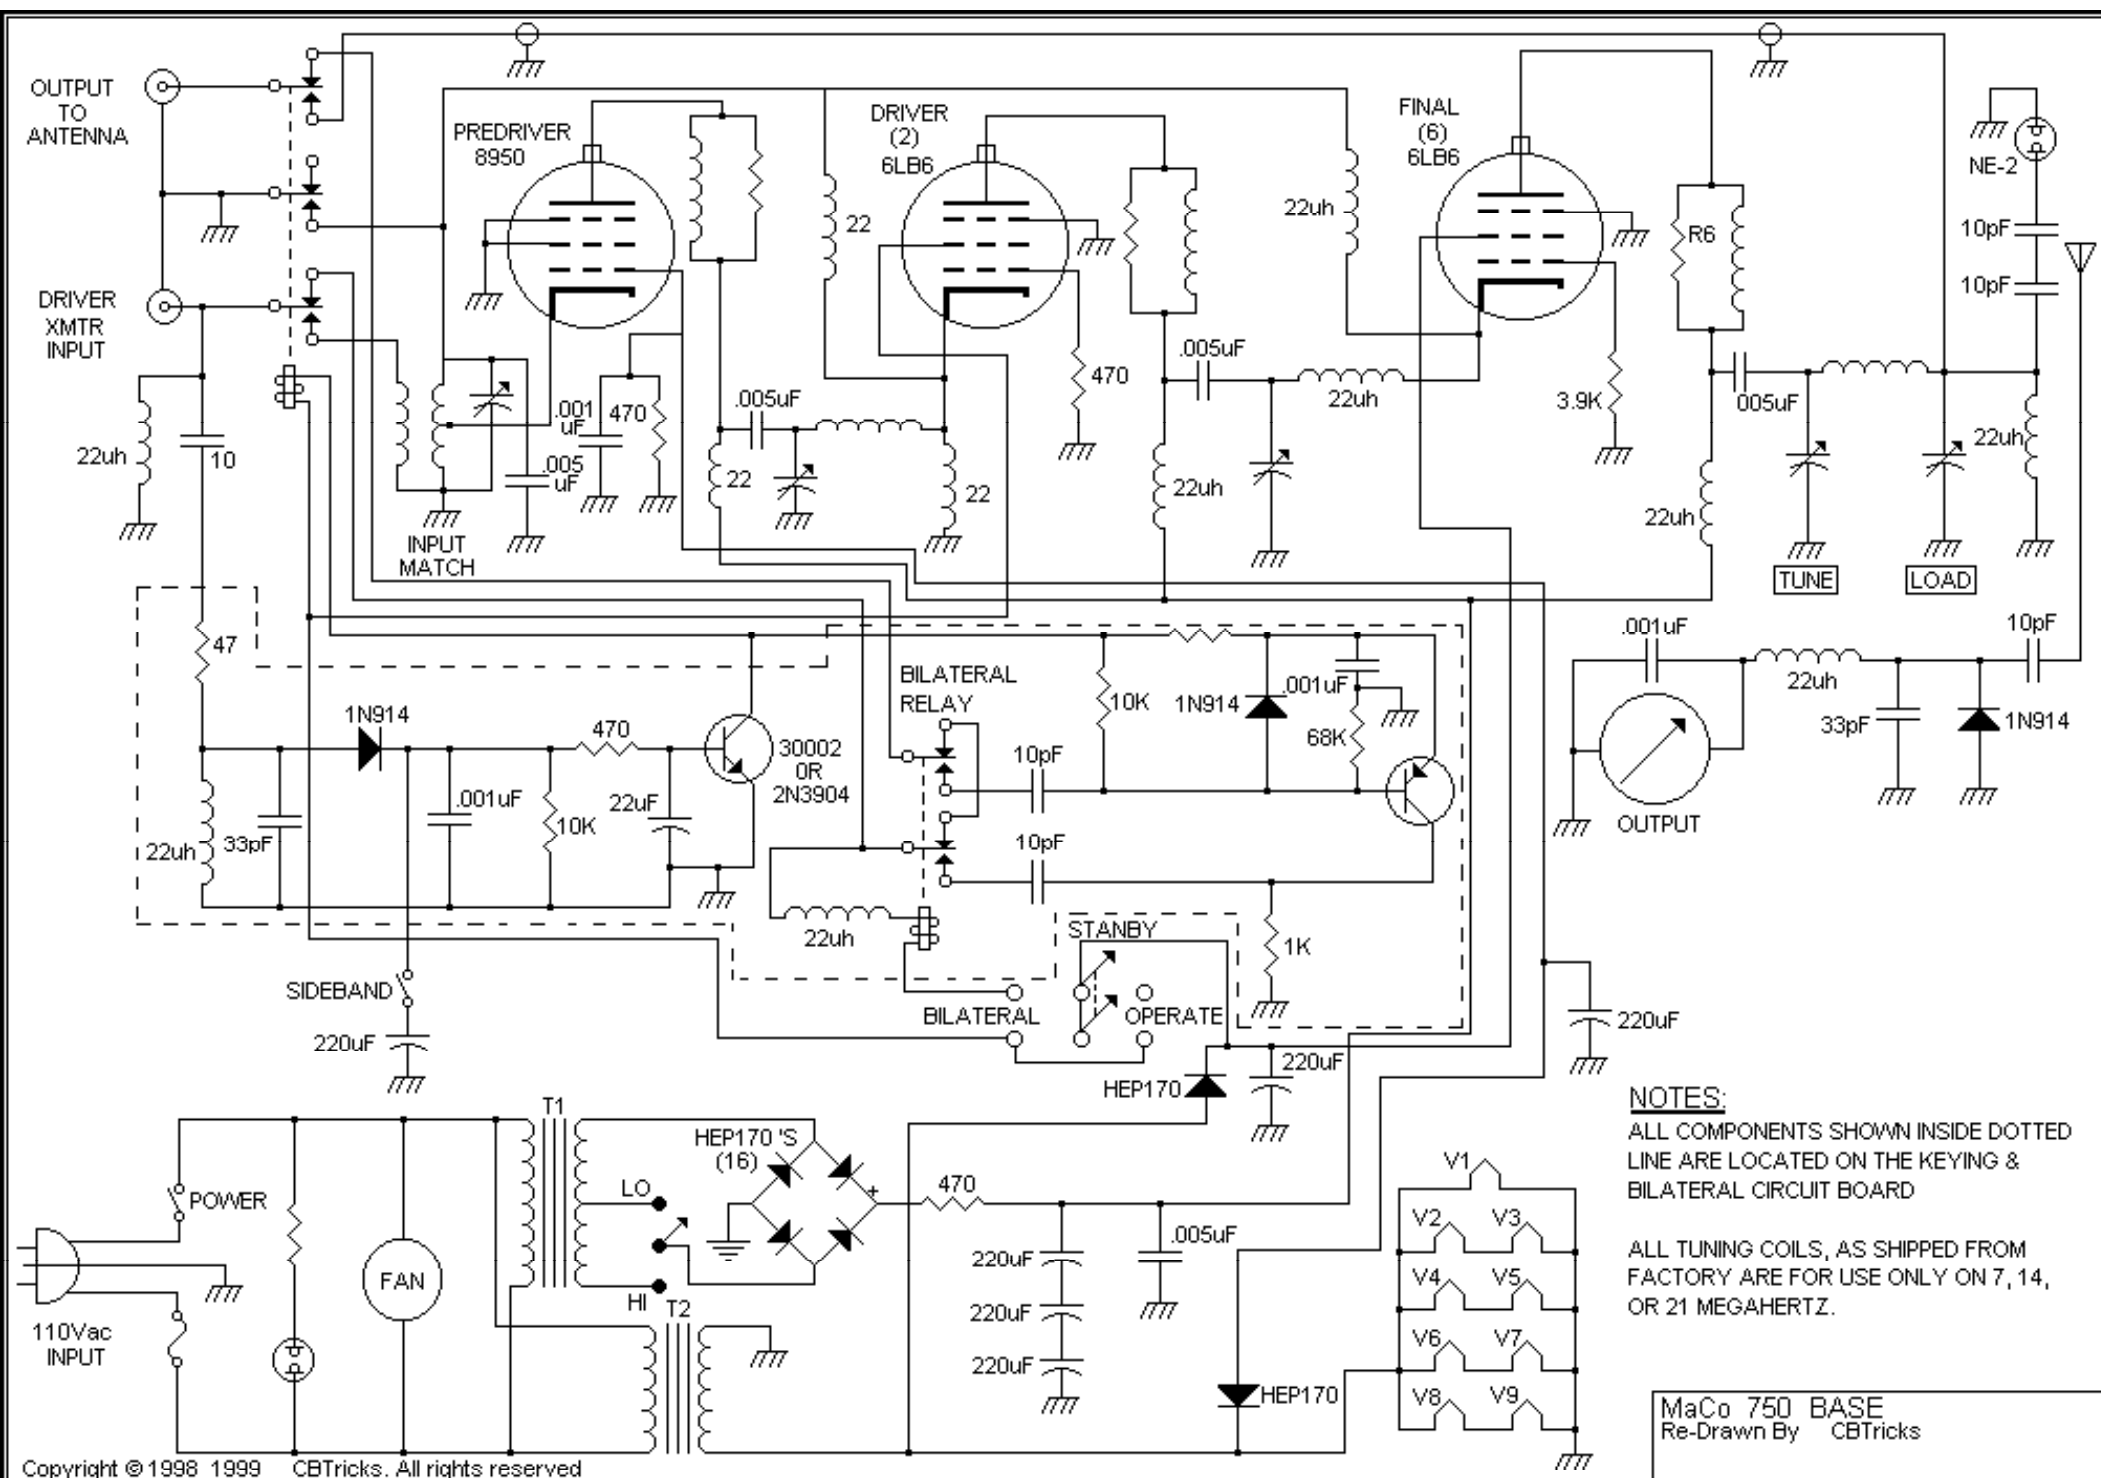 OUTPUT
TO
ANTENNA
PREDRIVER
8950
DRIVER
(2)
6LB6
FINAL
(6)
6LB6
NE-2
22
22uh
R6
10pF
10pF
DRIVER
XMTR
INPUT
22uh
10
.001
uF
470
.005
uF
INPUT
MATCH
.005uF
22
22
470
.005uF
22uh
22uh
3.9K
005uF
22uh
22uh
TUNE
LOAD
47
1N914
470
30002
0R
2N3904
22uh
33pF
.001uF
10K
22uF
BILATERAL
RELAY
10pF
10pF
10K
1N914
.001uF
68K
22uh
1K
.001uF
22uh
10pF
33pF
1N914
OUTPUT
SIDEBAND
220uF
STANBY
BILATERAL
OPERATE
HEP170
220uF
220uF
NOTES:
ALL COMPONENTS SHOWN INSIDE DOTTED
LINE ARE LOCATED ON THE KEYING &
BILATERAL CIRCUIT BOARD
ALL TUNING COILS, AS SHIPPED FROM
FACTORY ARE FOR USE ONLY ON 7, 14,
OR 21 MEGAHERTZ.
POWER
110Vac
INPUT
FAN
T1
LO
HI
T2
HEP170 'S
(16)
+
470
220uF
220uF
220uF
.005uF
HEP170
V1
V2 V3
V4 V5
V6 V7
V8 V9
MaCo 750 BASE
Re-Drawn By CBTricks
Copyright © 1998 1999 CBTricks. All rights reserved